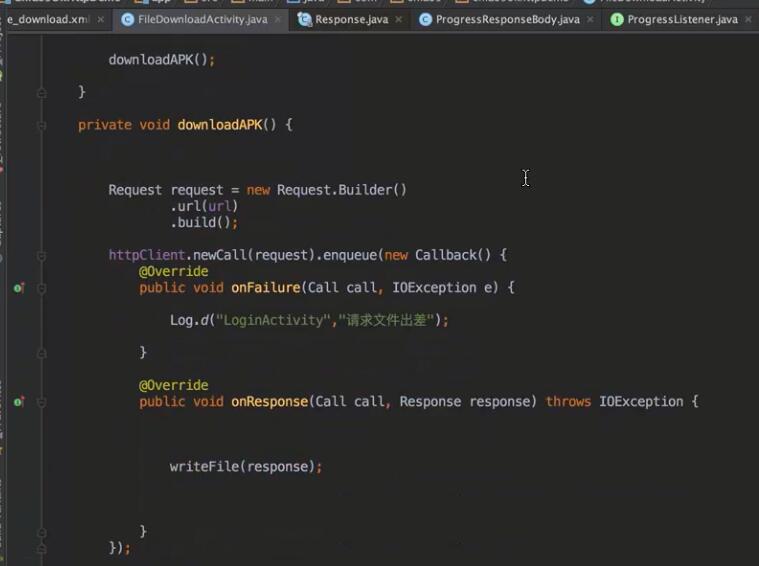 e_download.xml × FileDownloadActivity.java × Response.java × ProgressResponseBody.java × ProgressListener.java ×
downloadAPK();
}
private void downloadAPK() {
Request request = new Request.Builder()
.url(url)
.build();
httpClient.newCall(request).enqueue(new Callback() {
@Override
public void onFailure(Call call, IOException e) {
Log.d("LoginActivity","请求文件出差");
}
@Override
public void onResponse(Call call, Response response) throws IOException {
writeFile(response);
}
});